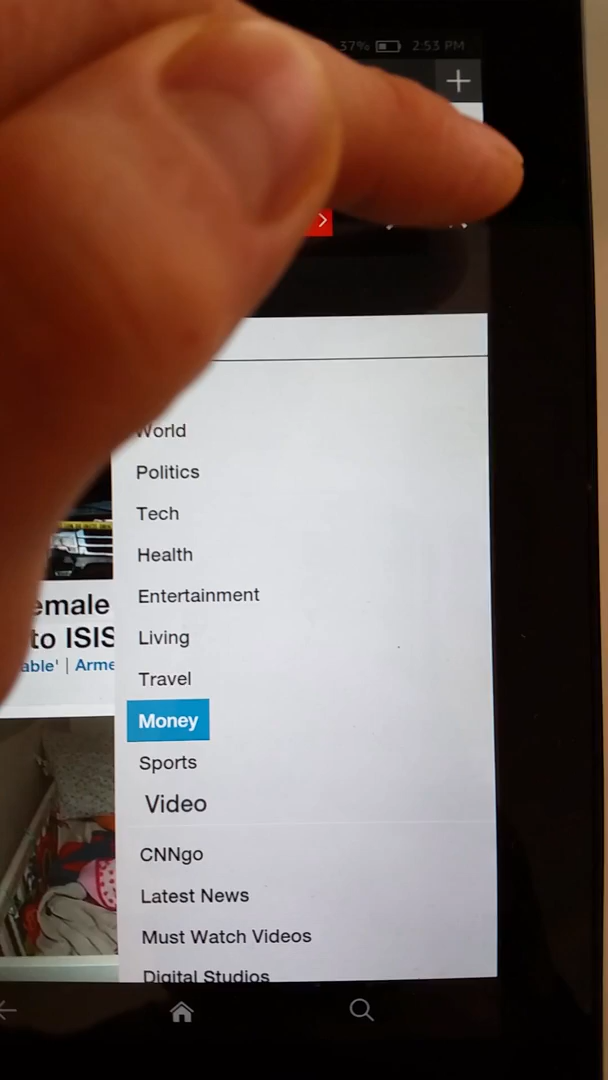 37% 2:53 PM
World
Politics
Tech
Health
Entertainment
Living
Travel
Money
Sports
Video
CNNgo
Latest News
Must Watch Videos
Digital Studios
emale
to ISIS
able' | Arme